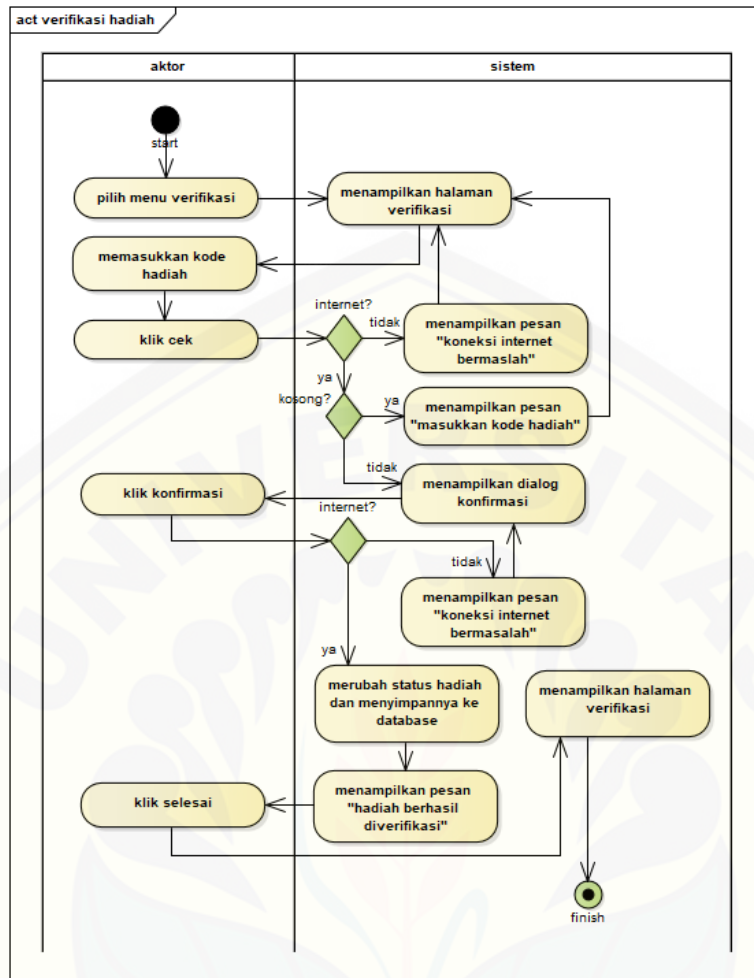 act verifikasi hadiah
aktor
sistem
start
pilih menu verifikasi
menampilkan halaman
verifikasi
memasukkan kode
hadiah
internet?
klik cek
tidak
menampilkan pesan
"koneksi internet
bermaslah"
ya
kosong?
ya
menampilkan pesan
"masukkan kode hadiah"
tidak
klik konfirmasi
menampilkan dialog
konfirmasi
internet?
tidak
menampilkan pesan
"koneksi internet
bermasalah"
ya
merubah status hadiah
dan menyimpannya ke
database
menampilkan halaman
verifikasi
klik selesai
menampilkan pesan
"hadiah berhasil
diverifikasi"
finish
UNIVERSITAS